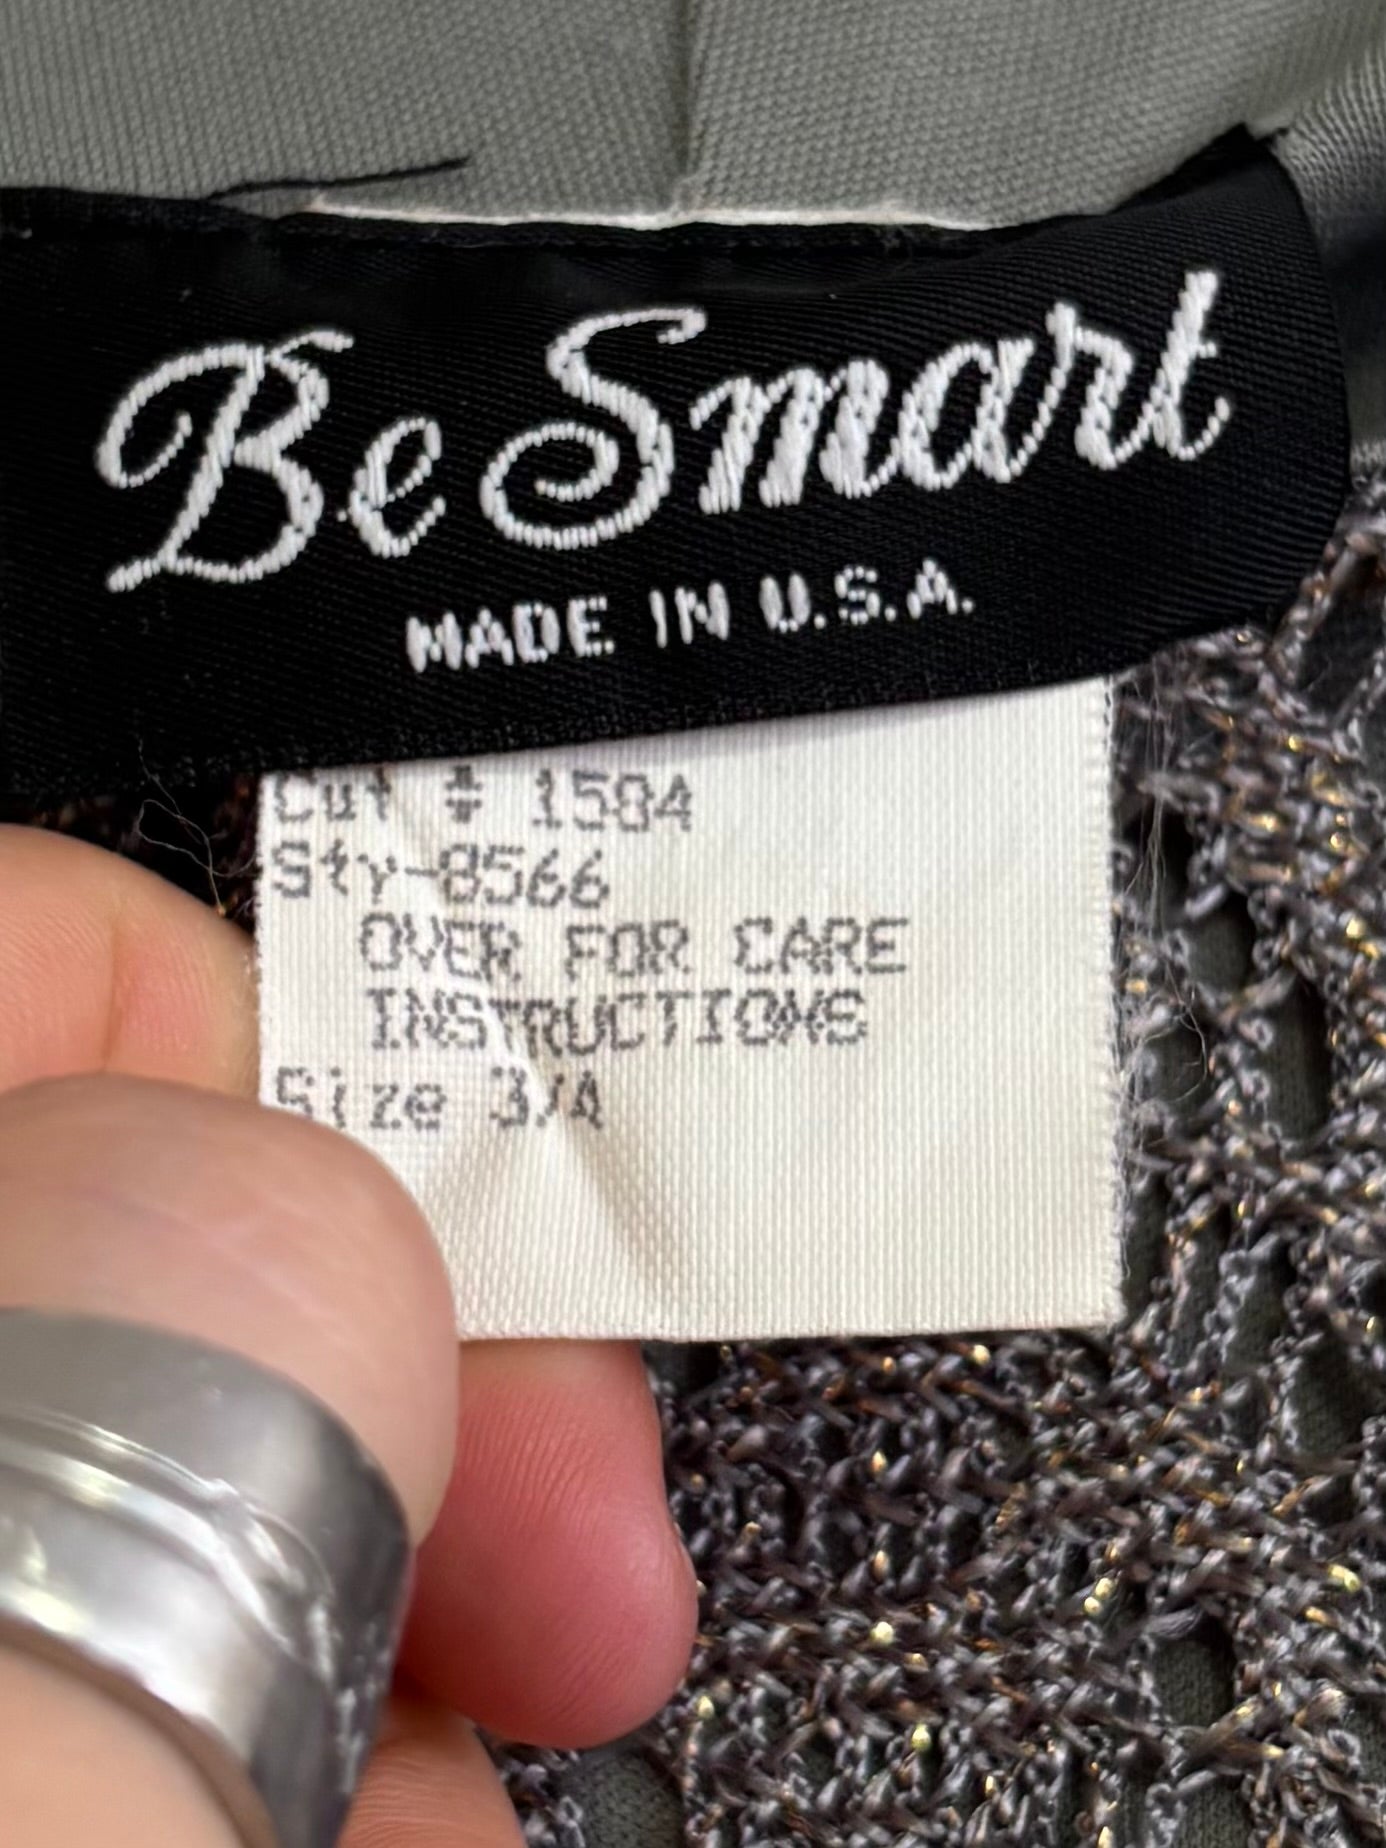 Be Smart
MADE IN U.S.A.
Cut # 1584
Sty-8566
OVER FOR CARE
INSTRUCTIONS
Size 3/4